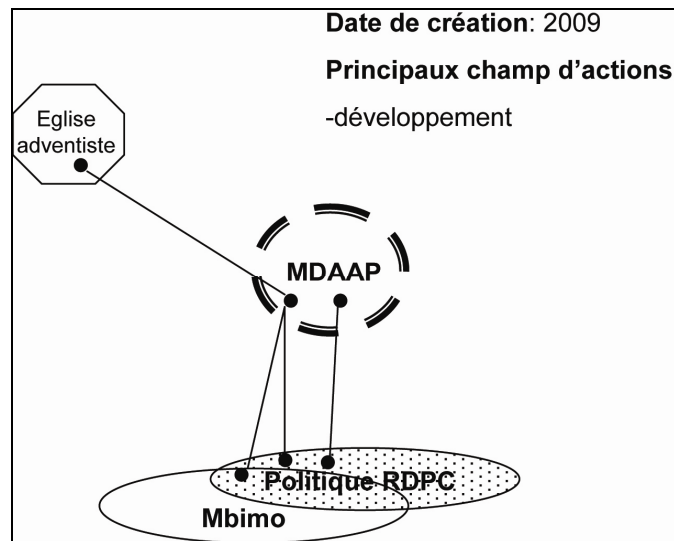 Date de création: 2009
Principaux champ d’actions
-développement
Eglise
adventiste
MDAAP
Politique RDPC
Mbimo